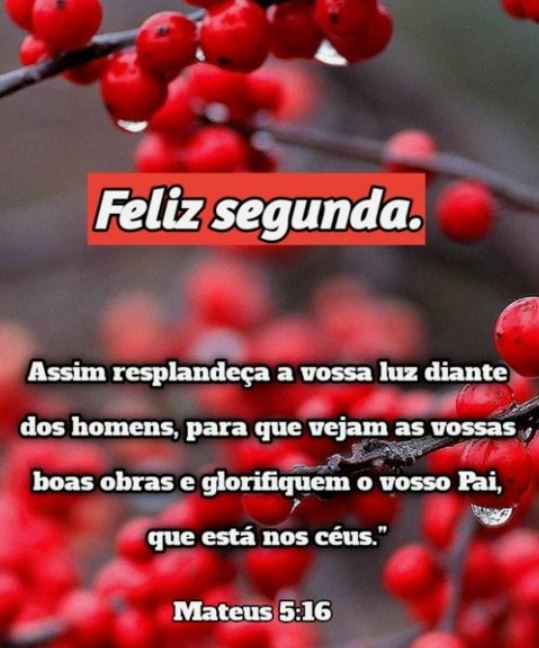 Feliz segunda.
Assim resplandeça a vossa luz diante
dos homens, para que vejam as vossas
boas obras e glorifiquem o vosso Pai,
que está nos céus."
Mateus 5:16